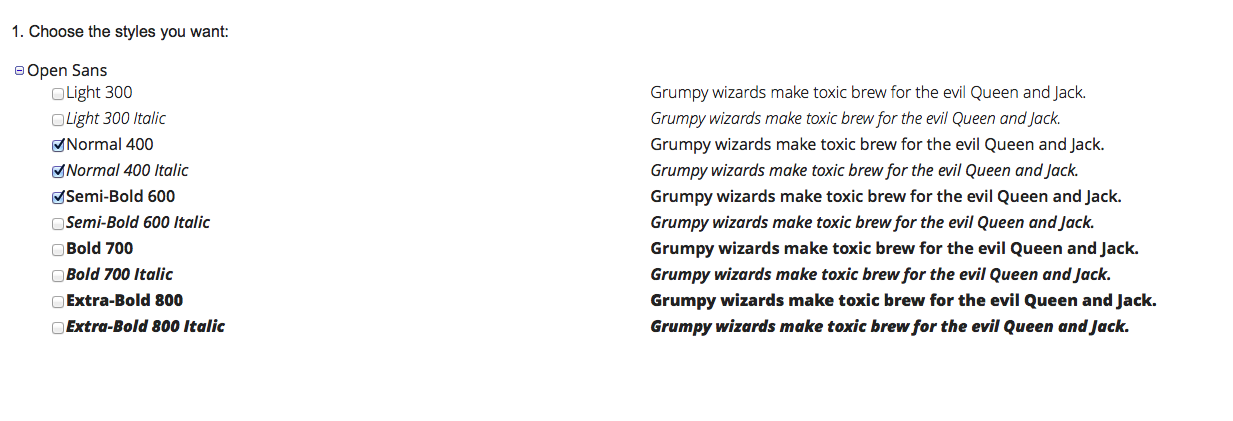 1. Choose the styles you want:
Open Sans
Light 300 Grumpy wizards make toxic brew for the evil Queen and Jack.
Light 300 Italic Grumpy wizards make toxic brew for the evil Queen and Jack.
Normal 400 Grumpy wizards make toxic brew for the evil Queen and Jack.
Normal 400 Italic Grumpy wizards make toxic brew for the evil Queen and Jack.
Semi-Bold 600 Grumpy wizards make toxic brew for the evil Queen and Jack.
Semi-Bold 600 Italic Grumpy wizards make toxic brew for the evil Queen and Jack.
Bold 700 Grumpy wizards make toxic brew for the evil Queen and Jack.
Bold 700 Italic Grumpy wizards make toxic brew for the evil Queen and Jack.
Extra-Bold 800 Grumpy wizards make toxic brew for the evil Queen and Jack.
Extra-Bold 800 Italic Grumpy wizards make toxic brew for the evil Queen and Jack.